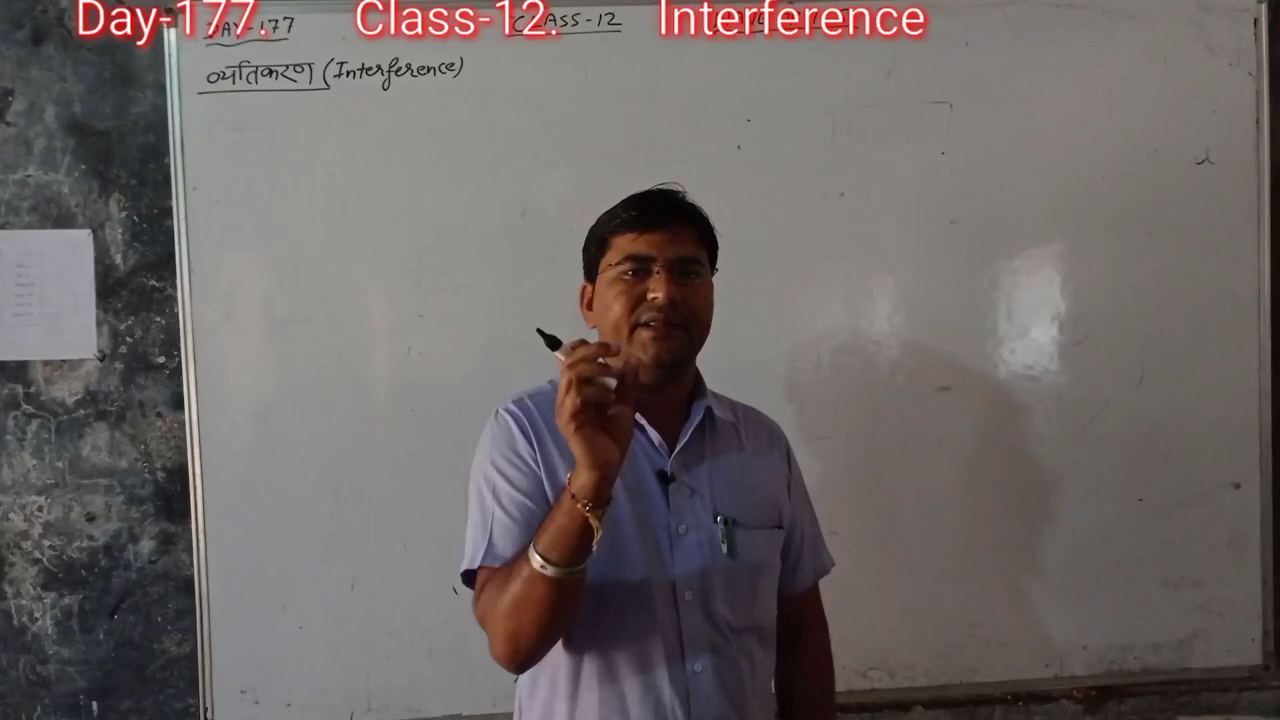 Day-177. Class-12. Interference
DAY-177 CLASS-12
व्यतिकरण (Interference)